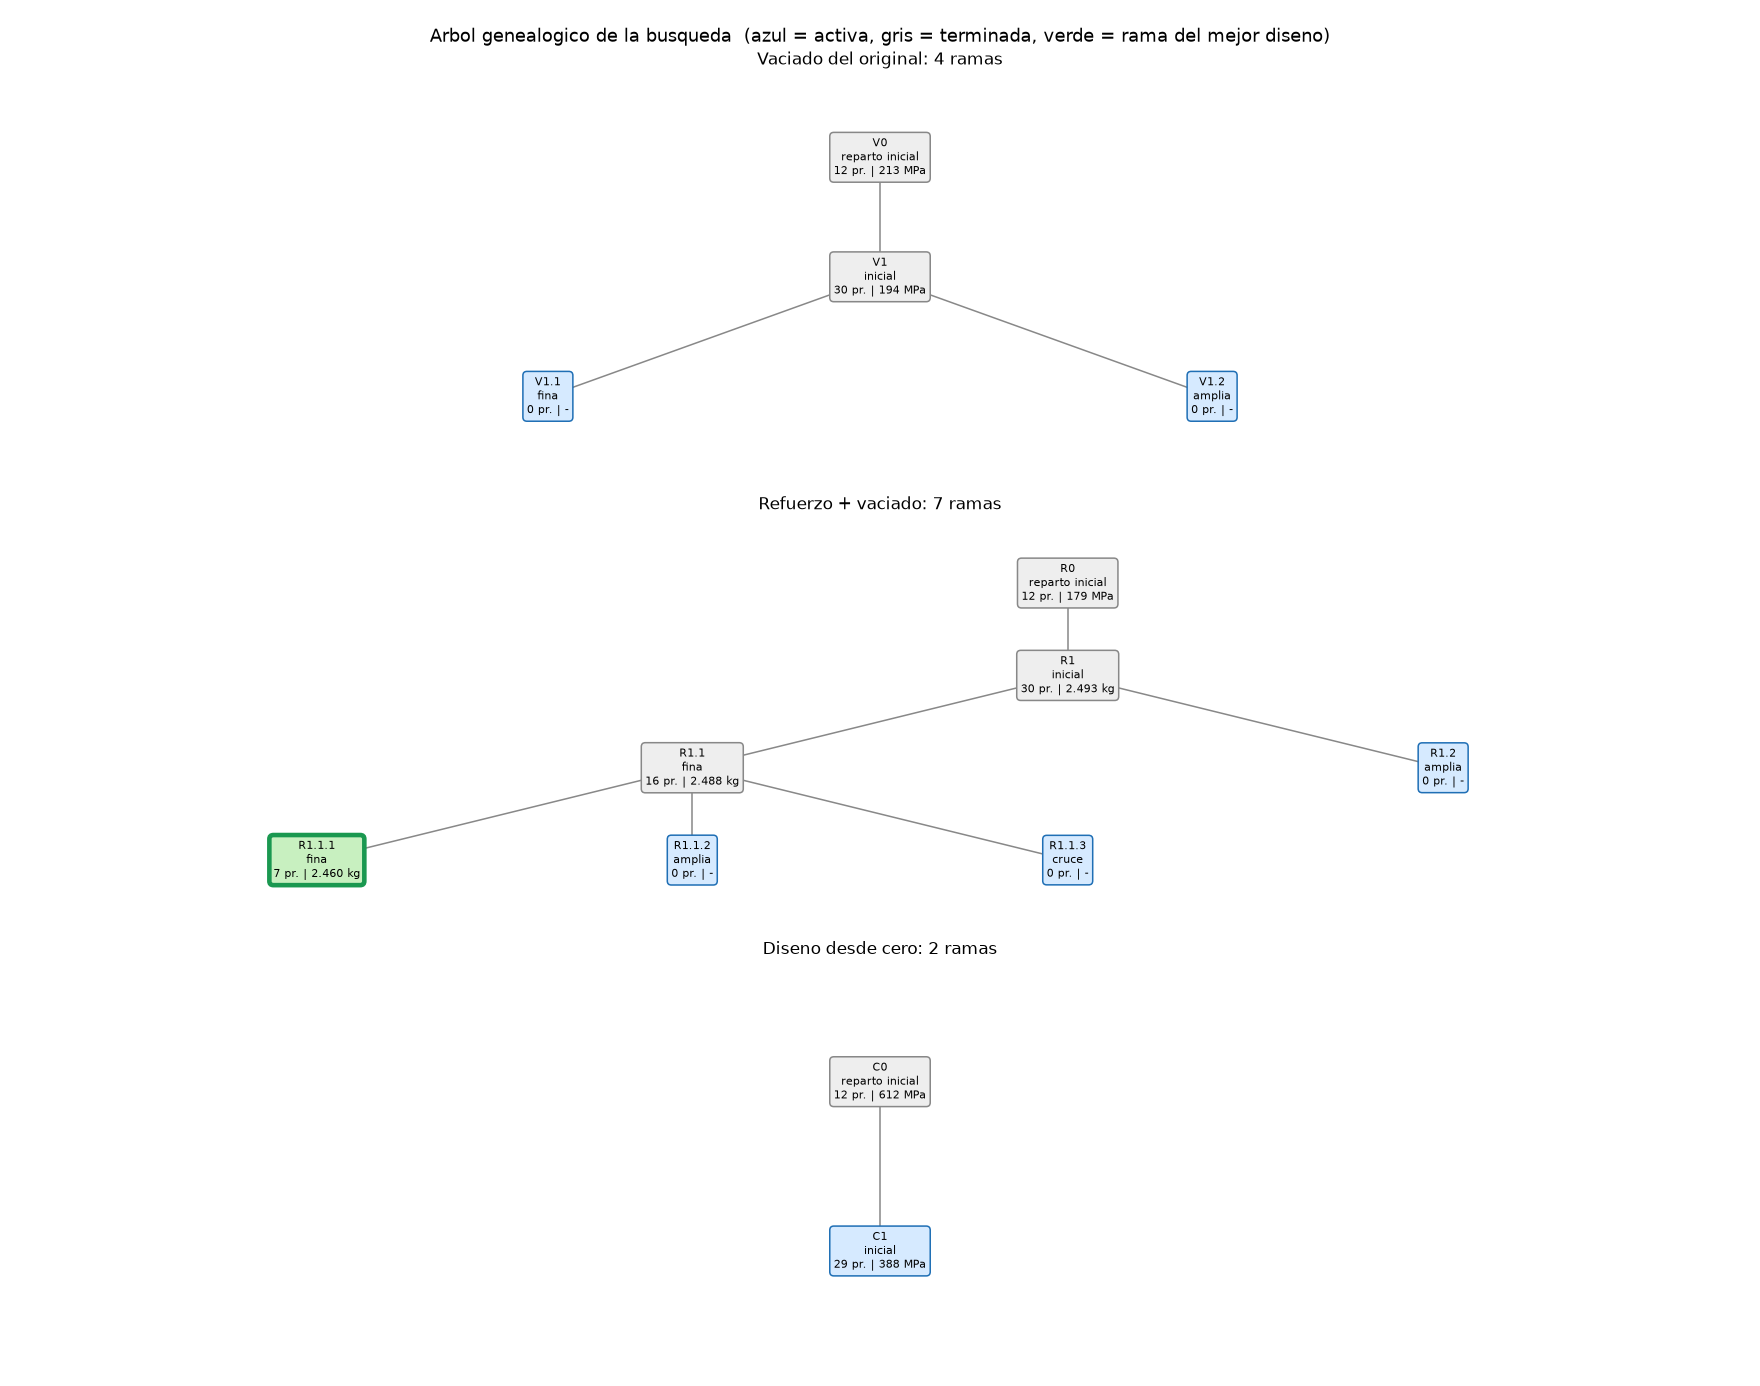 Arbol genealogico de la busqueda  (azul = activa, gris = terminada, verde = rama del mejor diseno)
Vaciado del original: 4 ramas
V0
reparto inicial
12 pr. | 213 MPa
V1
inicial
30 pr. | 194 MPa
V1.1
fina
0 pr. | -
V1.2
amplia
0 pr. | -
Refuerzo + vaciado: 7 ramas
R0
reparto inicial
12 pr. | 179 MPa
R1
inicial
30 pr. | 2.493 kg
R1.1
fina
16 pr. | 2.488 kg
R1.2
amplia
0 pr. | -
R1.1.1
fina
7 pr. | 2.460 kg
R1.1.2
amplia
0 pr. | -
R1.1.3
cruce
0 pr. | -
Diseno desde cero: 2 ramas
C0
reparto inicial
12 pr. | 612 MPa
C1
inicial
29 pr. | 388 MPa